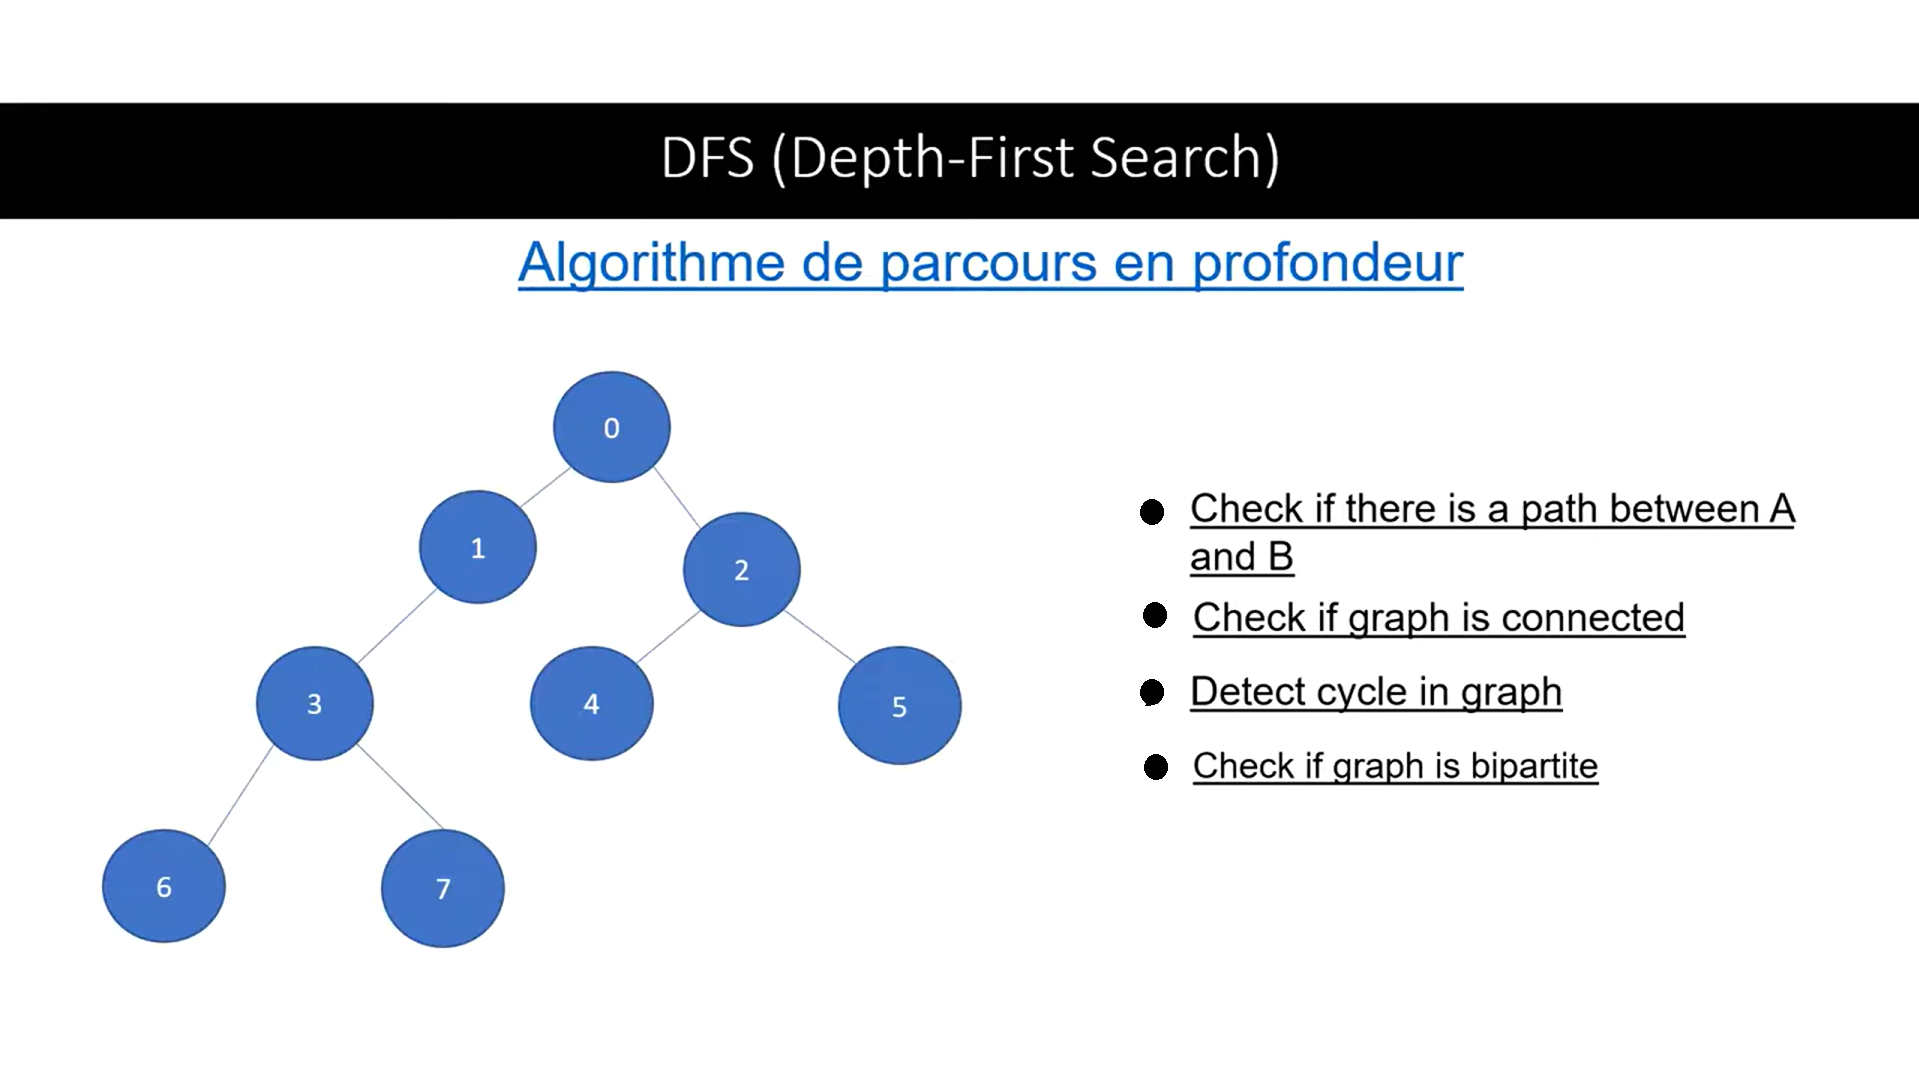 DFS (Depth-First Search)
Algorithme de parcours en profondeur
0
1
2
3
4
5
6
7
Check if there is a path between A
and B
Check if graph is connected
Detect cycle in graph
Check if graph is bipartite